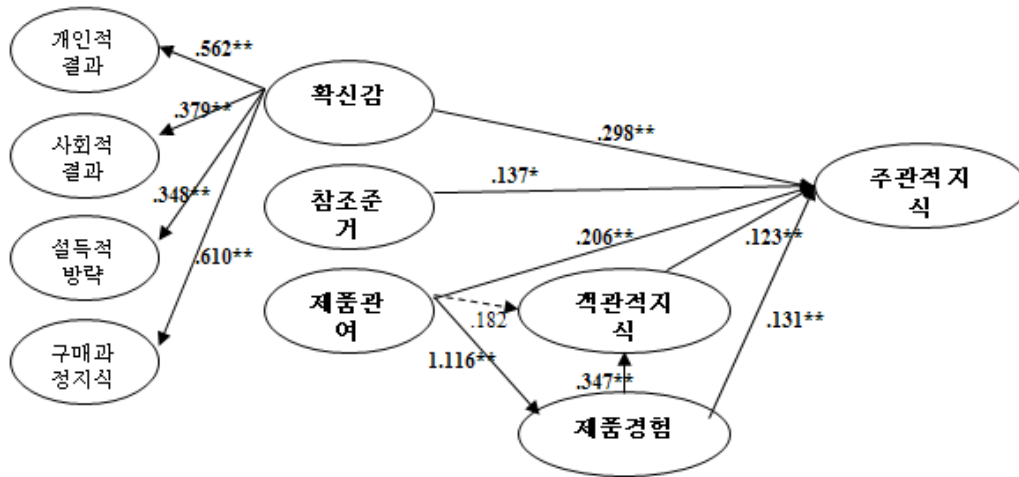 개인적
결과
.562**
확신감
.379**
사회적
결과
.298**
주관적 지
식
.348**
참조준
거
.137*
설득적
방략
.610**
.206**
.123**
제품관
여
객관적지
식
.182
.131**
구매과
정지식
1.116**
.347**
제품경험